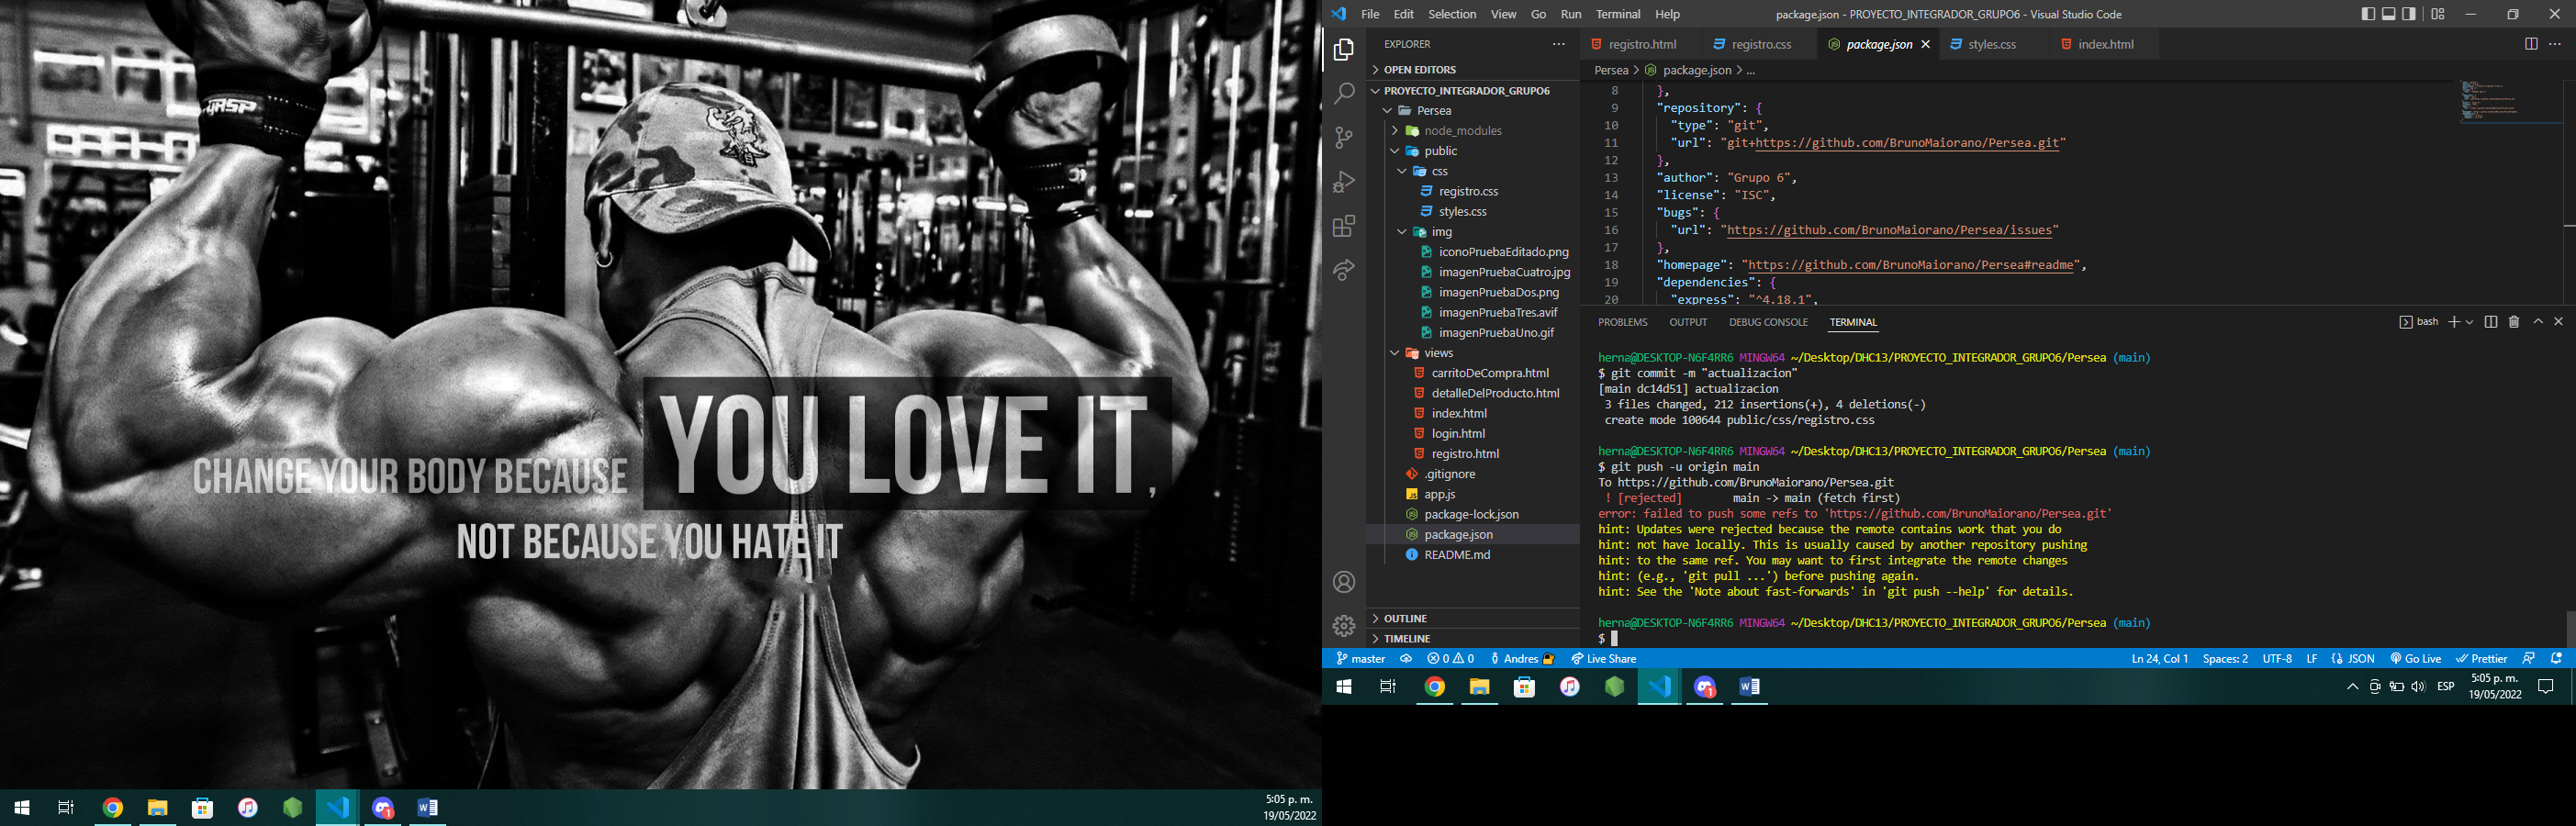 GASP
CHANGE YOUR BODY BECAUSE YOU LOVE IT,
NOT BECAUSE YOU HATE IT
5:05 p. m.
19/05/2022
1
File Edit Selection View Go Run Terminal Help
package.json - PROYECTO_INTEGRADOR_GRUPO6 - Visual Studio Code
EXPLORER
OPEN EDITORS
PROYECTO_INTEGRADOR_GRUPO6
Persea
node_modules
public
css
registro.css
styles.css
img
iconoPruebaEditado.png
imagenPruebaCuatro.jpg
imagenPruebaDos.png
imagenPruebaTres.avif
imagenPruebaUno.gif
views
carritoDeCompra.html
detalleDelProducto.html
index.html
login.html
registro.html
.gitignore
app.js
package-lock.json
package.json
README.md
OUTLINE
TIMELINE
registro.html registro.css package.json styles.css index.html
Persea > package.json > ...
8 },
9 "repository": {
10 "type": "git",
11 "url": "git+https://github.com/BrunoMaiorano/Persea.git"
12 },
13 "author": "Grupo 6",
14 "license": "ISC",
15 "bugs": {
16 "url": "https://github.com/BrunoMaiorano/Persea/issues"
17 },
18 "homepage": "https://github.com/BrunoMaiorano/Persea#readme",
19 "dependencies": {
20 "express": "^4.18.1",
PROBLEMS OUTPUT DEBUG CONSOLE TERMINAL
bash
herna@DESKTOP-N6F4RR6 MINGW64 ~/Desktop/DHC13/PROYECTO_INTEGRADOR_GRUPO6/Persea (main)
$ git commit -m "actualizacion"
[main dc14d51] actualizacion
3 files changed, 212 insertions(+), 4 deletions(-)
create mode 100644 public/css/registro.css
herna@DESKTOP-N6F4RR6 MINGW64 ~/Desktop/DHC13/PROYECTO_INTEGRADOR_GRUPO6/Persea (main)
$ git push -u origin main
To https://github.com/BrunoMaiorano/Persea.git
! [rejected] main -> main (fetch first)
error: failed to push some refs to 'https://github.com/BrunoMaiorano/Persea.git'
hint: Updates were rejected because the remote contains work that you do
hint: not have locally. This is usually caused by another repository pushing
hint: to the same ref. You may want to first integrate the remote changes
hint: (e.g., 'git pull ...') before pushing again.
hint: See the 'Note about fast-forwards' in 'git push --help' for details.
herna@DESKTOP-N6F4RR6 MINGW64 ~/Desktop/DHC13/PROYECTO_INTEGRADOR_GRUPO6/Persea (main)
$
master 0 0 Andres Live Share Ln 24, Col 1 Spaces: 2 UTF-8 LF JSON Go Live Prettier
1
ESP
5:05 p. m.
19/05/2022